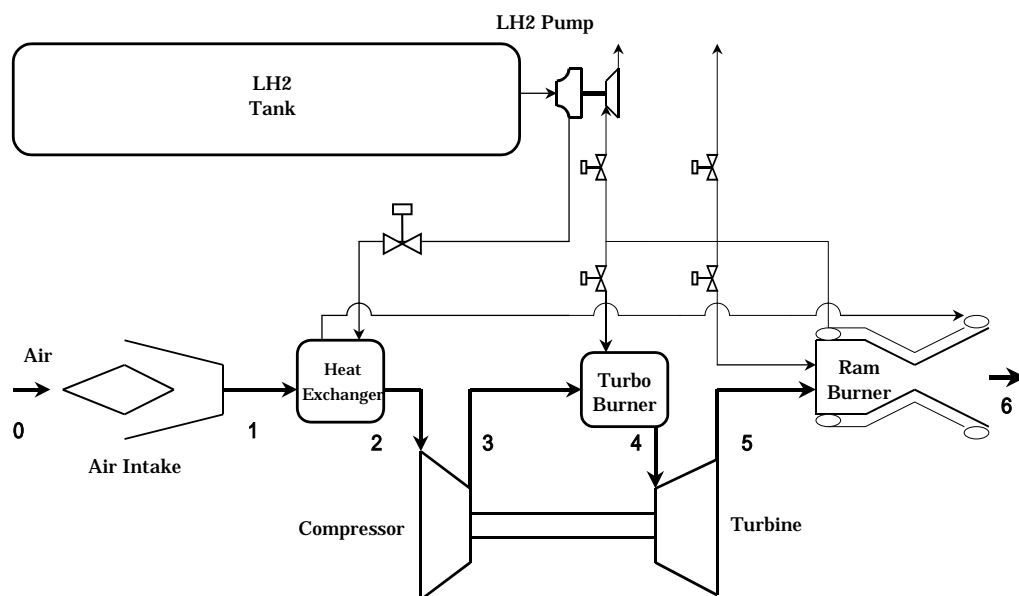 LH2 Pump
LH2
Tank
Air
Heat
Exchanger
Turbo
Burner
Ram
Burner
0
1
2
3
4
5
6
Air Intake
Compressor
Turbine